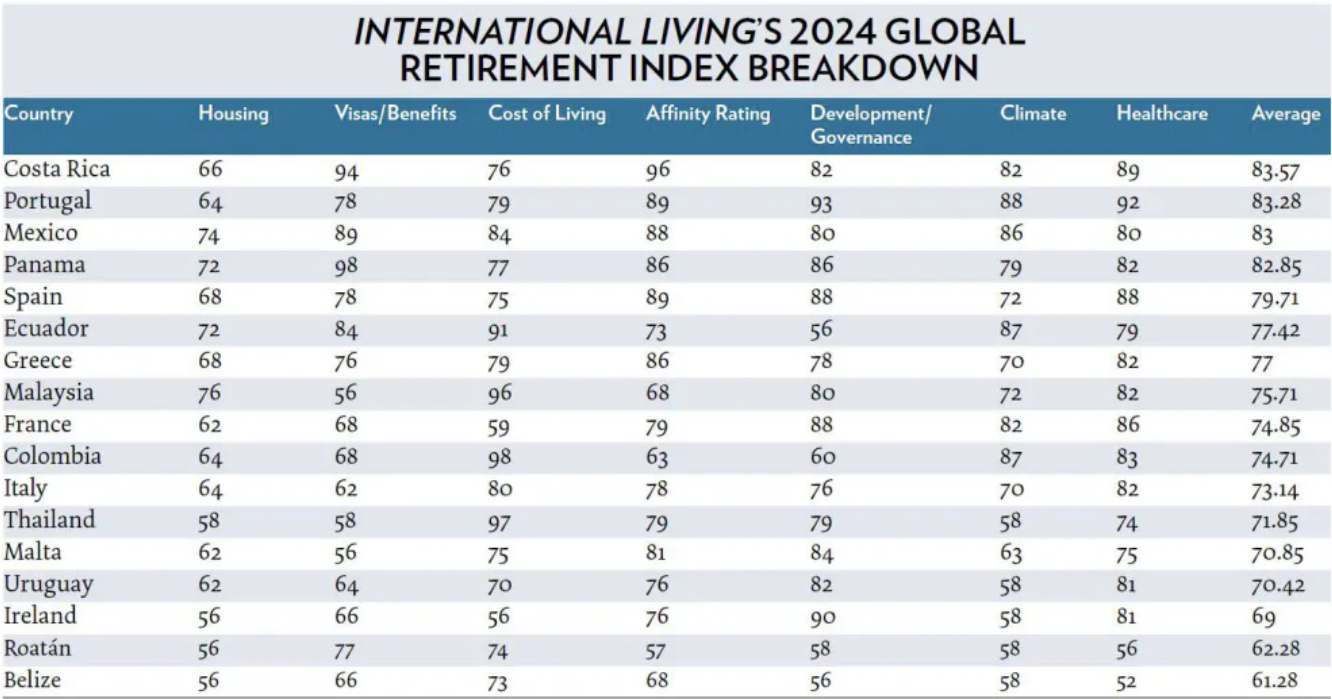 INTERNATIONAL LIVING'S 2024 GLOBAL
RETIREMENT INDEX BREAKDOWN
Country Housing Visas/Benefits Cost of Living Affinity Rating Development/ Climate Healthcare Average
Governance
Costa Rica 66 94 76 96 82 82 89 83.57
Portugal 64 78 79 89 93 88 92 83.28
Mexico 74 89 84 88 80 86 80 83
Panama 72 98 77 86 86 79 82 82.85
Spain 68 78 75 89 88 72 88 79.71
Ecuador 72 84 91 73 56 87 79 77.42
Greece 68 76 79 86 78 70 82 77
Malaysia 76 56 96 68 80 72 82 75.71
France 62 68 59 79 88 82 86 74.85
Colombia 64 68 98 63 60 87 83 74.71
Italy 64 62 80 78 76 70 82 73.14
Thailand 58 58 97 79 79 58 74 71.85
Malta 62 56 75 81 84 63 75 70.85
Uruguay 62 64 70 76 82 58 81 70.42
Ireland 56 66 56 76 90 58 81 69
Roatán 56 77 74 57 58 58 56 62.28
Belize 56 66 73 68 56 58 52 61.28